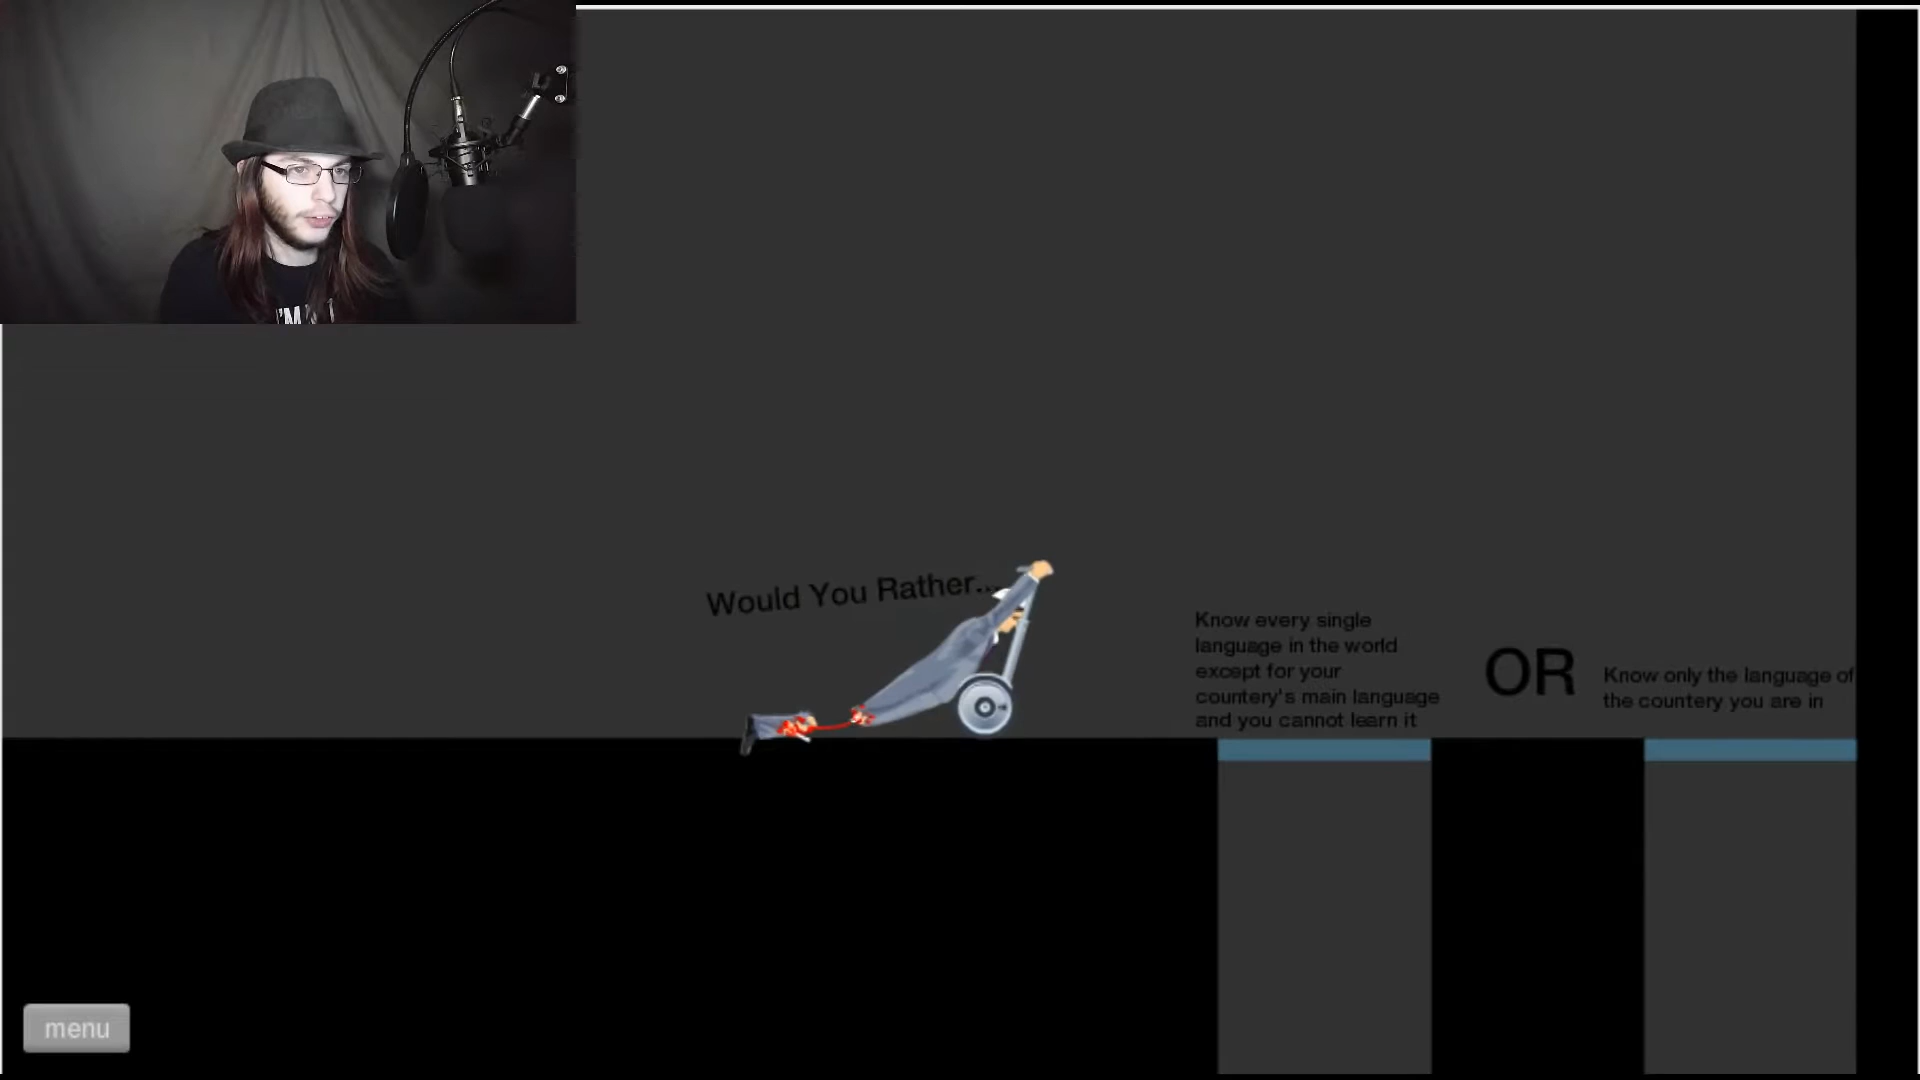 I'M
Would You Rather...
Know every single
language in the world
except for your
countery's main language
and you cannot learn it
OR
Know only the language of
the countery you are in
menu